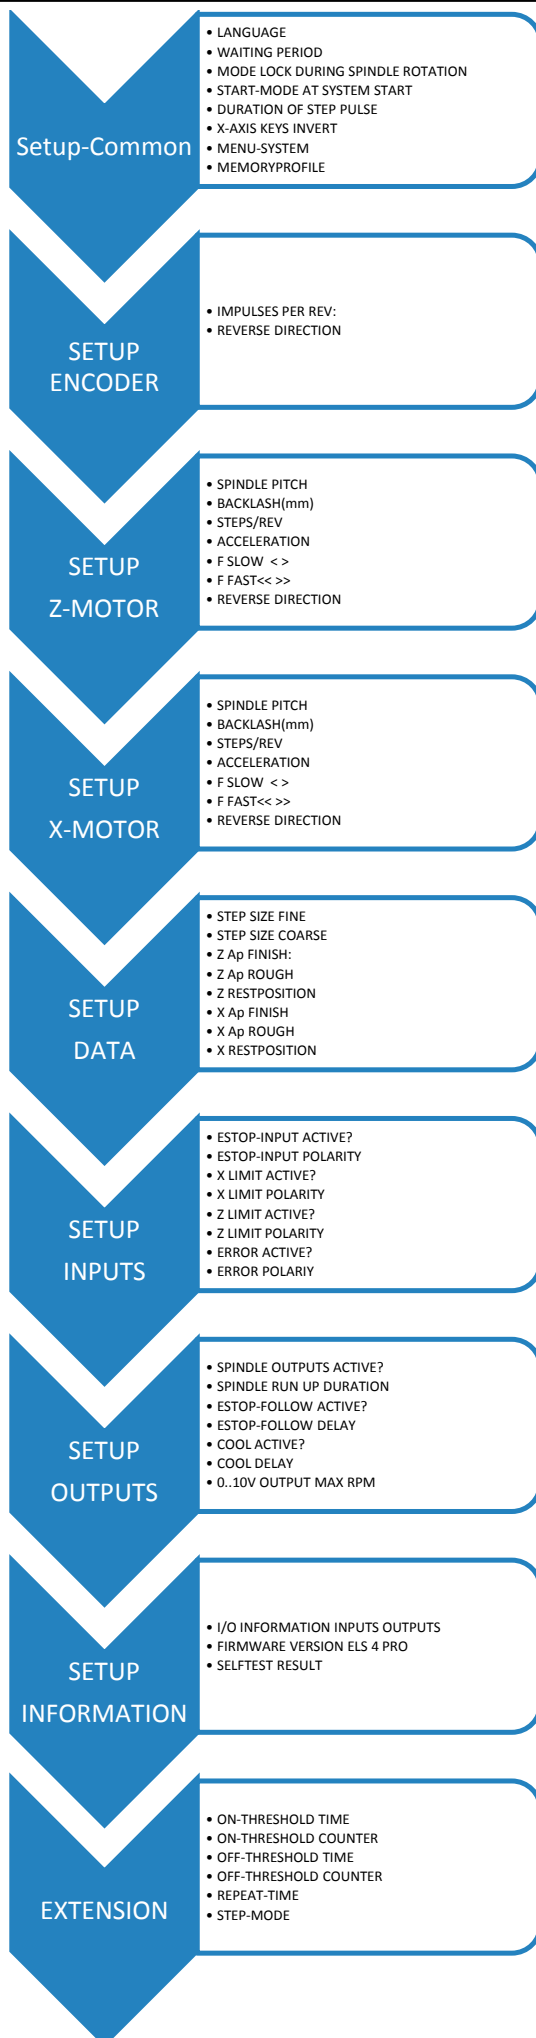 Setup-Common
• LANGUAGE
• WAITING PERIOD
• MODE LOCK DURING SPINDLE ROTATION
• START-MODE AT SYSTEM START
• DURATION OF STEP PULSE
• X-AXIS KEYS INVERT
• MENU-SYSTEM
• MEMORYPROFILE
SETUP
ENCODER
• IMPULSES PER REV:
• REVERSE DIRECTION
SETUP
Z-MOTOR
• SPINDLE PITCH
• BACKLASH(mm)
• STEPS/REV
• ACCELERATION
• F SLOW < >
• F FAST<< >>
• REVERSE DIRECTION
SETUP
X-MOTOR
• SPINDLE PITCH
• BACKLASH(mm)
• STEPS/REV
• ACCELERATION
• F SLOW < >
• F FAST<< >>
• REVERSE DIRECTION
SETUP
DATA
• STEP SIZE FINE
• STEP SIZE COARSE
• Z Ap FINISH:
• Z Ap ROUGH
• Z RESTPOSITION
• X Ap FINISH
• X Ap ROUGH
• X RESTPOSITION
SETUP
INPUTS
• ESTOP-INPUT ACTIVE?
• ESTOP-INPUT POLARITY
• X LIMIT ACTIVE?
• X LIMIT POLARITY
• Z LIMIT ACTIVE?
• Z LIMIT POLARITY
• ERROR ACTIVE?
• ERROR POLARIY
SETUP
OUTPUTS
• SPINDLE OUTPUTS ACTIVE?
• SPINDLE RUN UP DURATION
• ESTOP-FOLLOW ACTIVE?
• ESTOP-FOLLOW DELAY
• COOL ACTIVE?
• COOL DELAY
• 0..10V OUTPUT MAX RPM
SETUP
INFORMATION
• I/O INFORMATION INPUTS OUTPUTS
• FIRMWARE VERSION ELS 4 PRO
• SELFTEST RESULT
EXTENSION
• ON-THRESHOLD TIME
• ON-THRESHOLD COUNTER
• OFF-THRESHOLD TIME
• OFF-THRESHOLD COUNTER
• REPEAT-TIME
• STEP-MODE